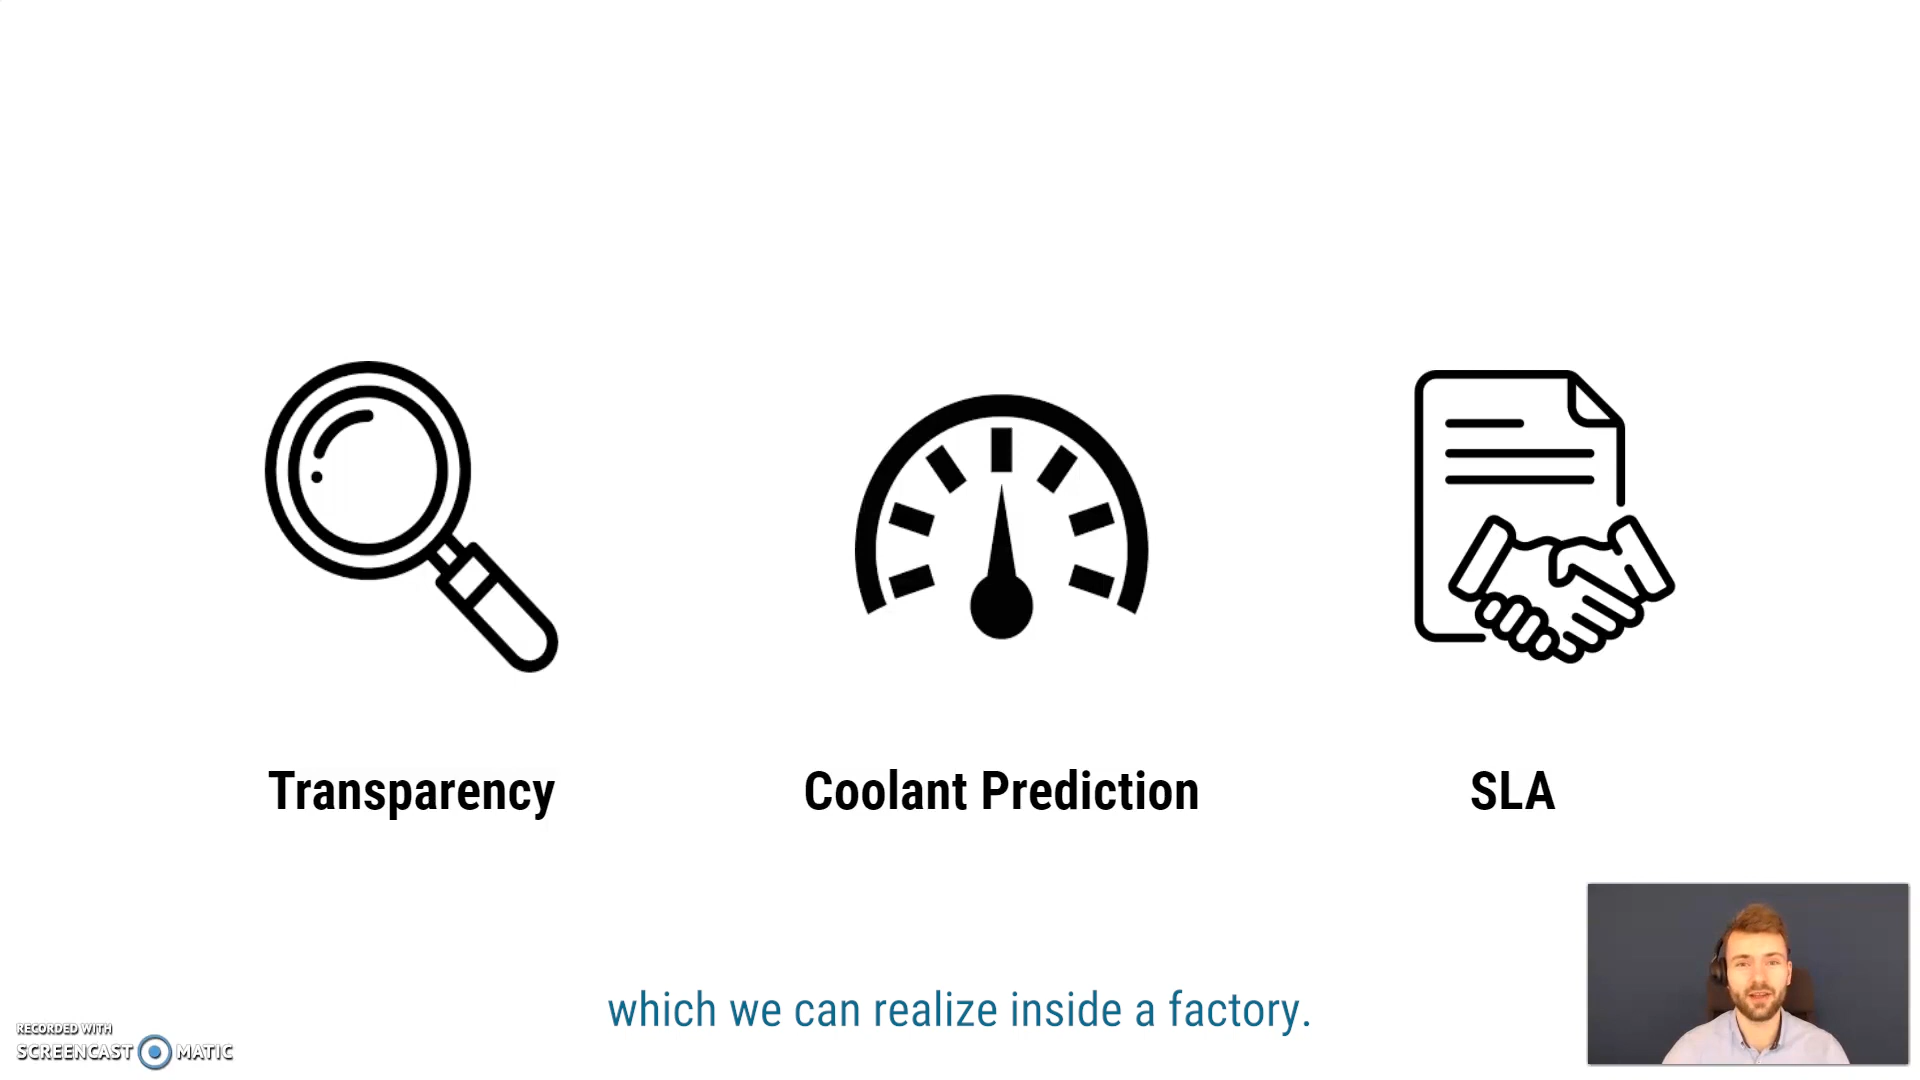 Transparency
Coolant Prediction
SLA
which we can realize inside a factory.
RECORDED WITH
SCREENCAST MATIC